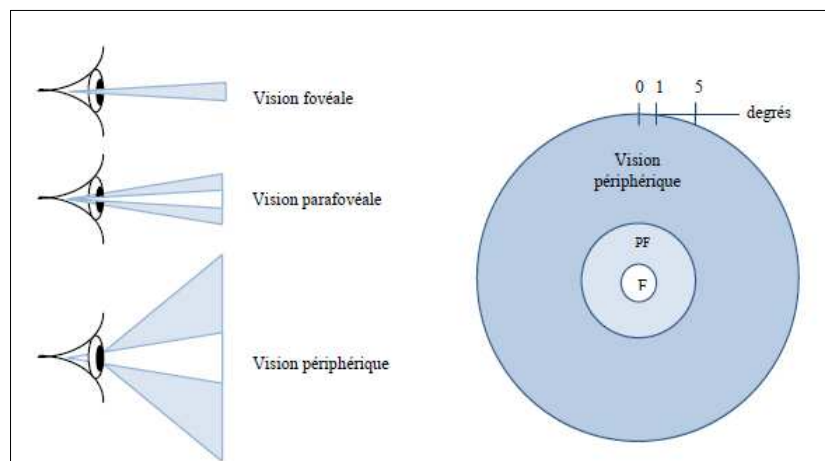 Vision fovéale
Vision parafovéale
Vision périphérique
0 1 5
degrés
Vision
périphérique
PF
F